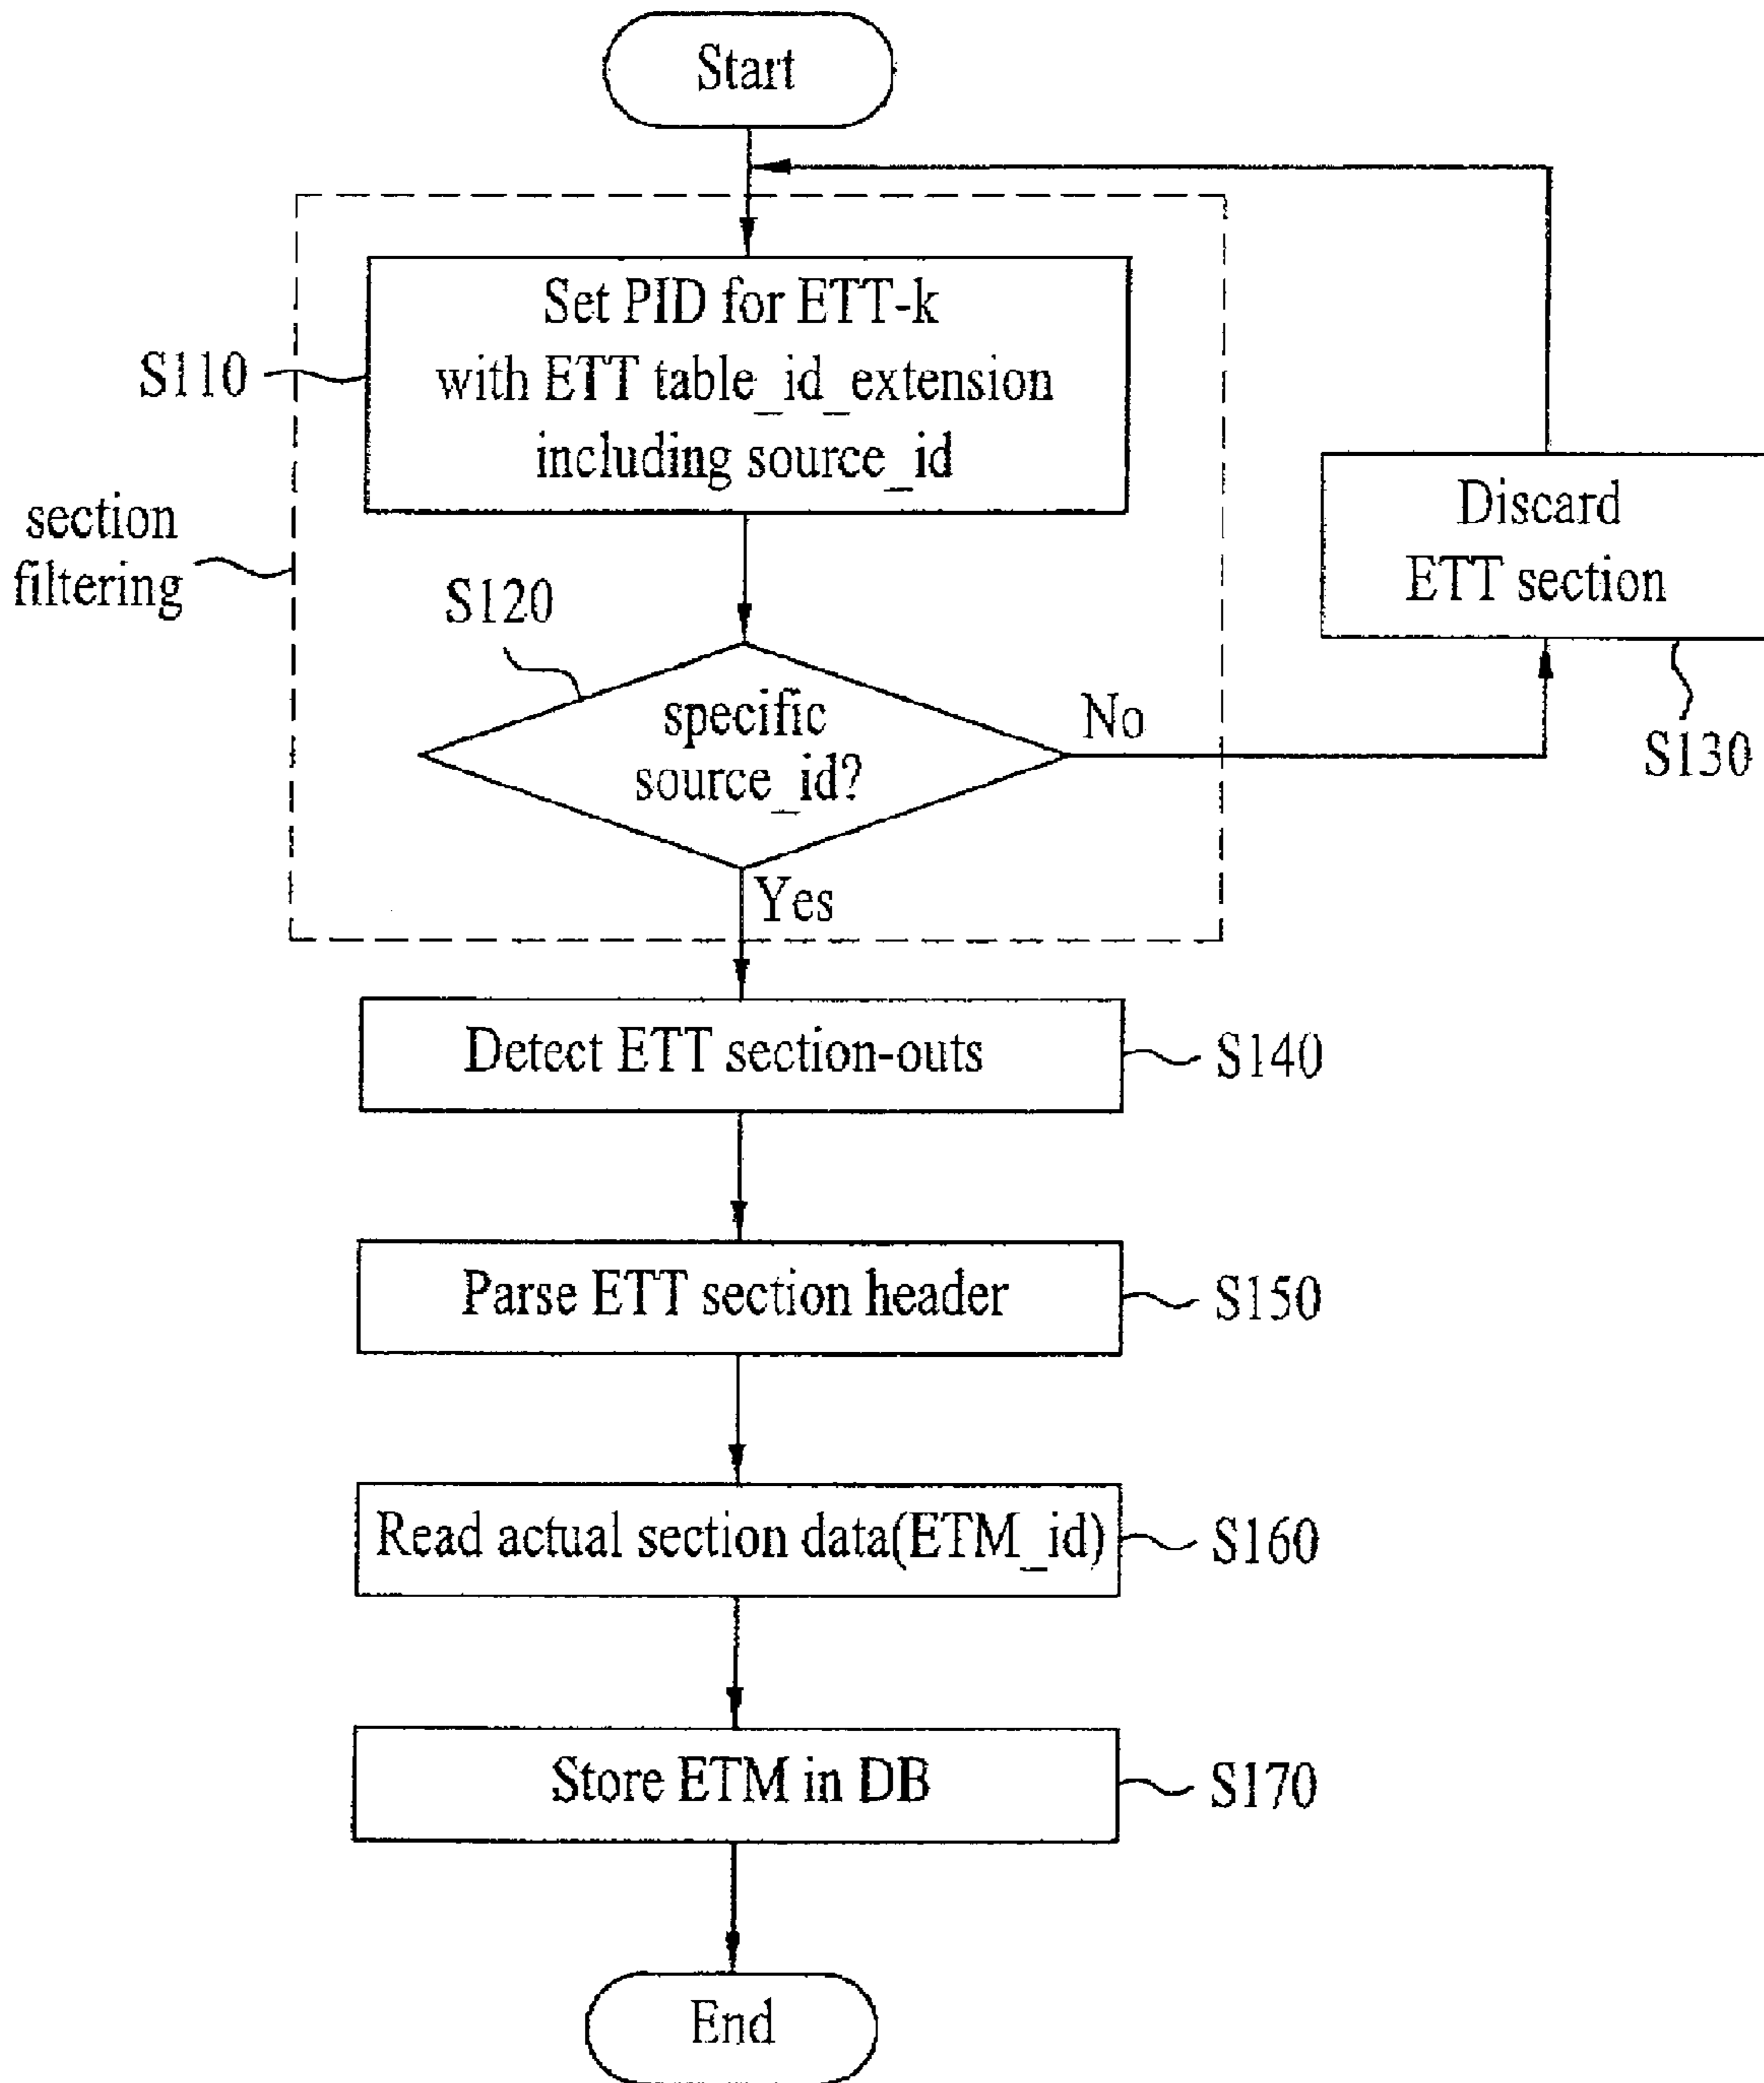 Start
Set PID for ETT-k
S110
with ETT table_id_extension
including source_id
section
filtering
Discard
ETT section
S120
specific
source_id?
No
S130
Yes
Detect ETT section-outs
S140
Parse ETT section header
S150
Read actual section data(ETM_id)
S160
Store ETM in DB
S170
End